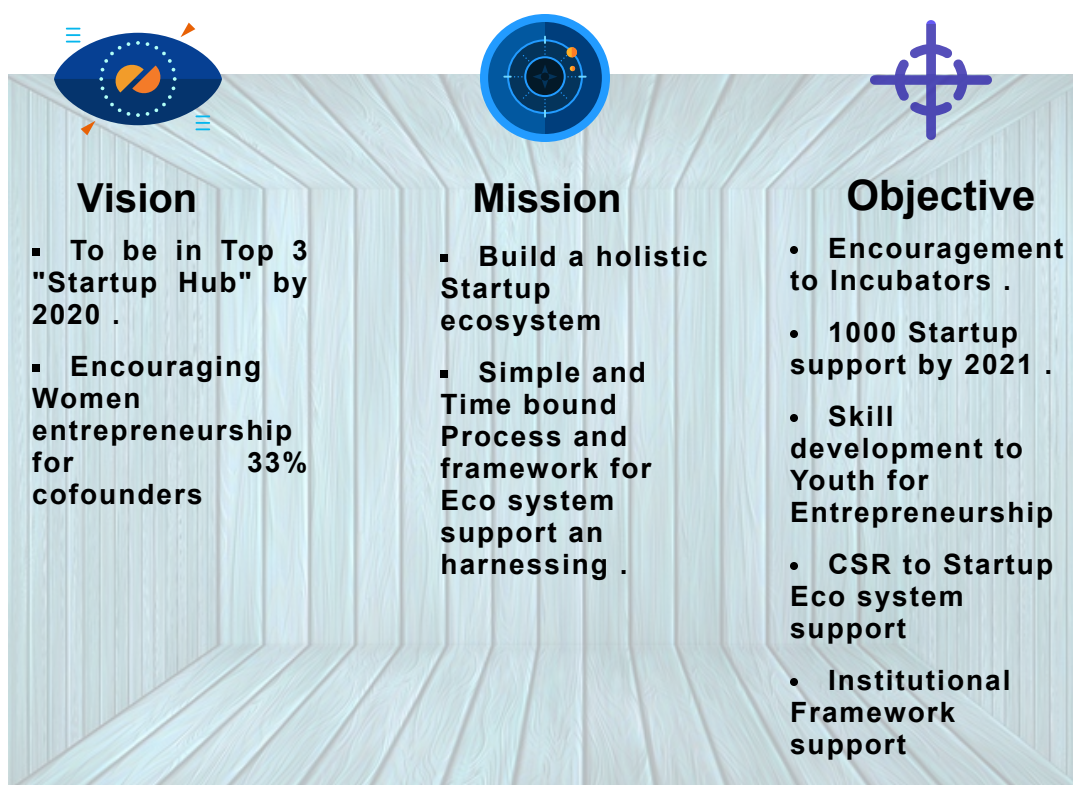 Vision
▪ To be in Top 3
"Startup Hub" by
2020 .
▪ Encouraging
Women
entrepreneurship
for 33%
cofounders
Mission
▪ Build a holistic
Startup
ecosystem
▪ Simple and
Time bound
Process and
framework for
Eco system
support an
harnessing .
Objective
• Encouragement
to Incubators .
• 1000 Startup
support by 2021 .
• Skill
development to
Youth for
Entrepreneurship
• CSR to Startup
Eco system
support
• Institutional
Framework
support